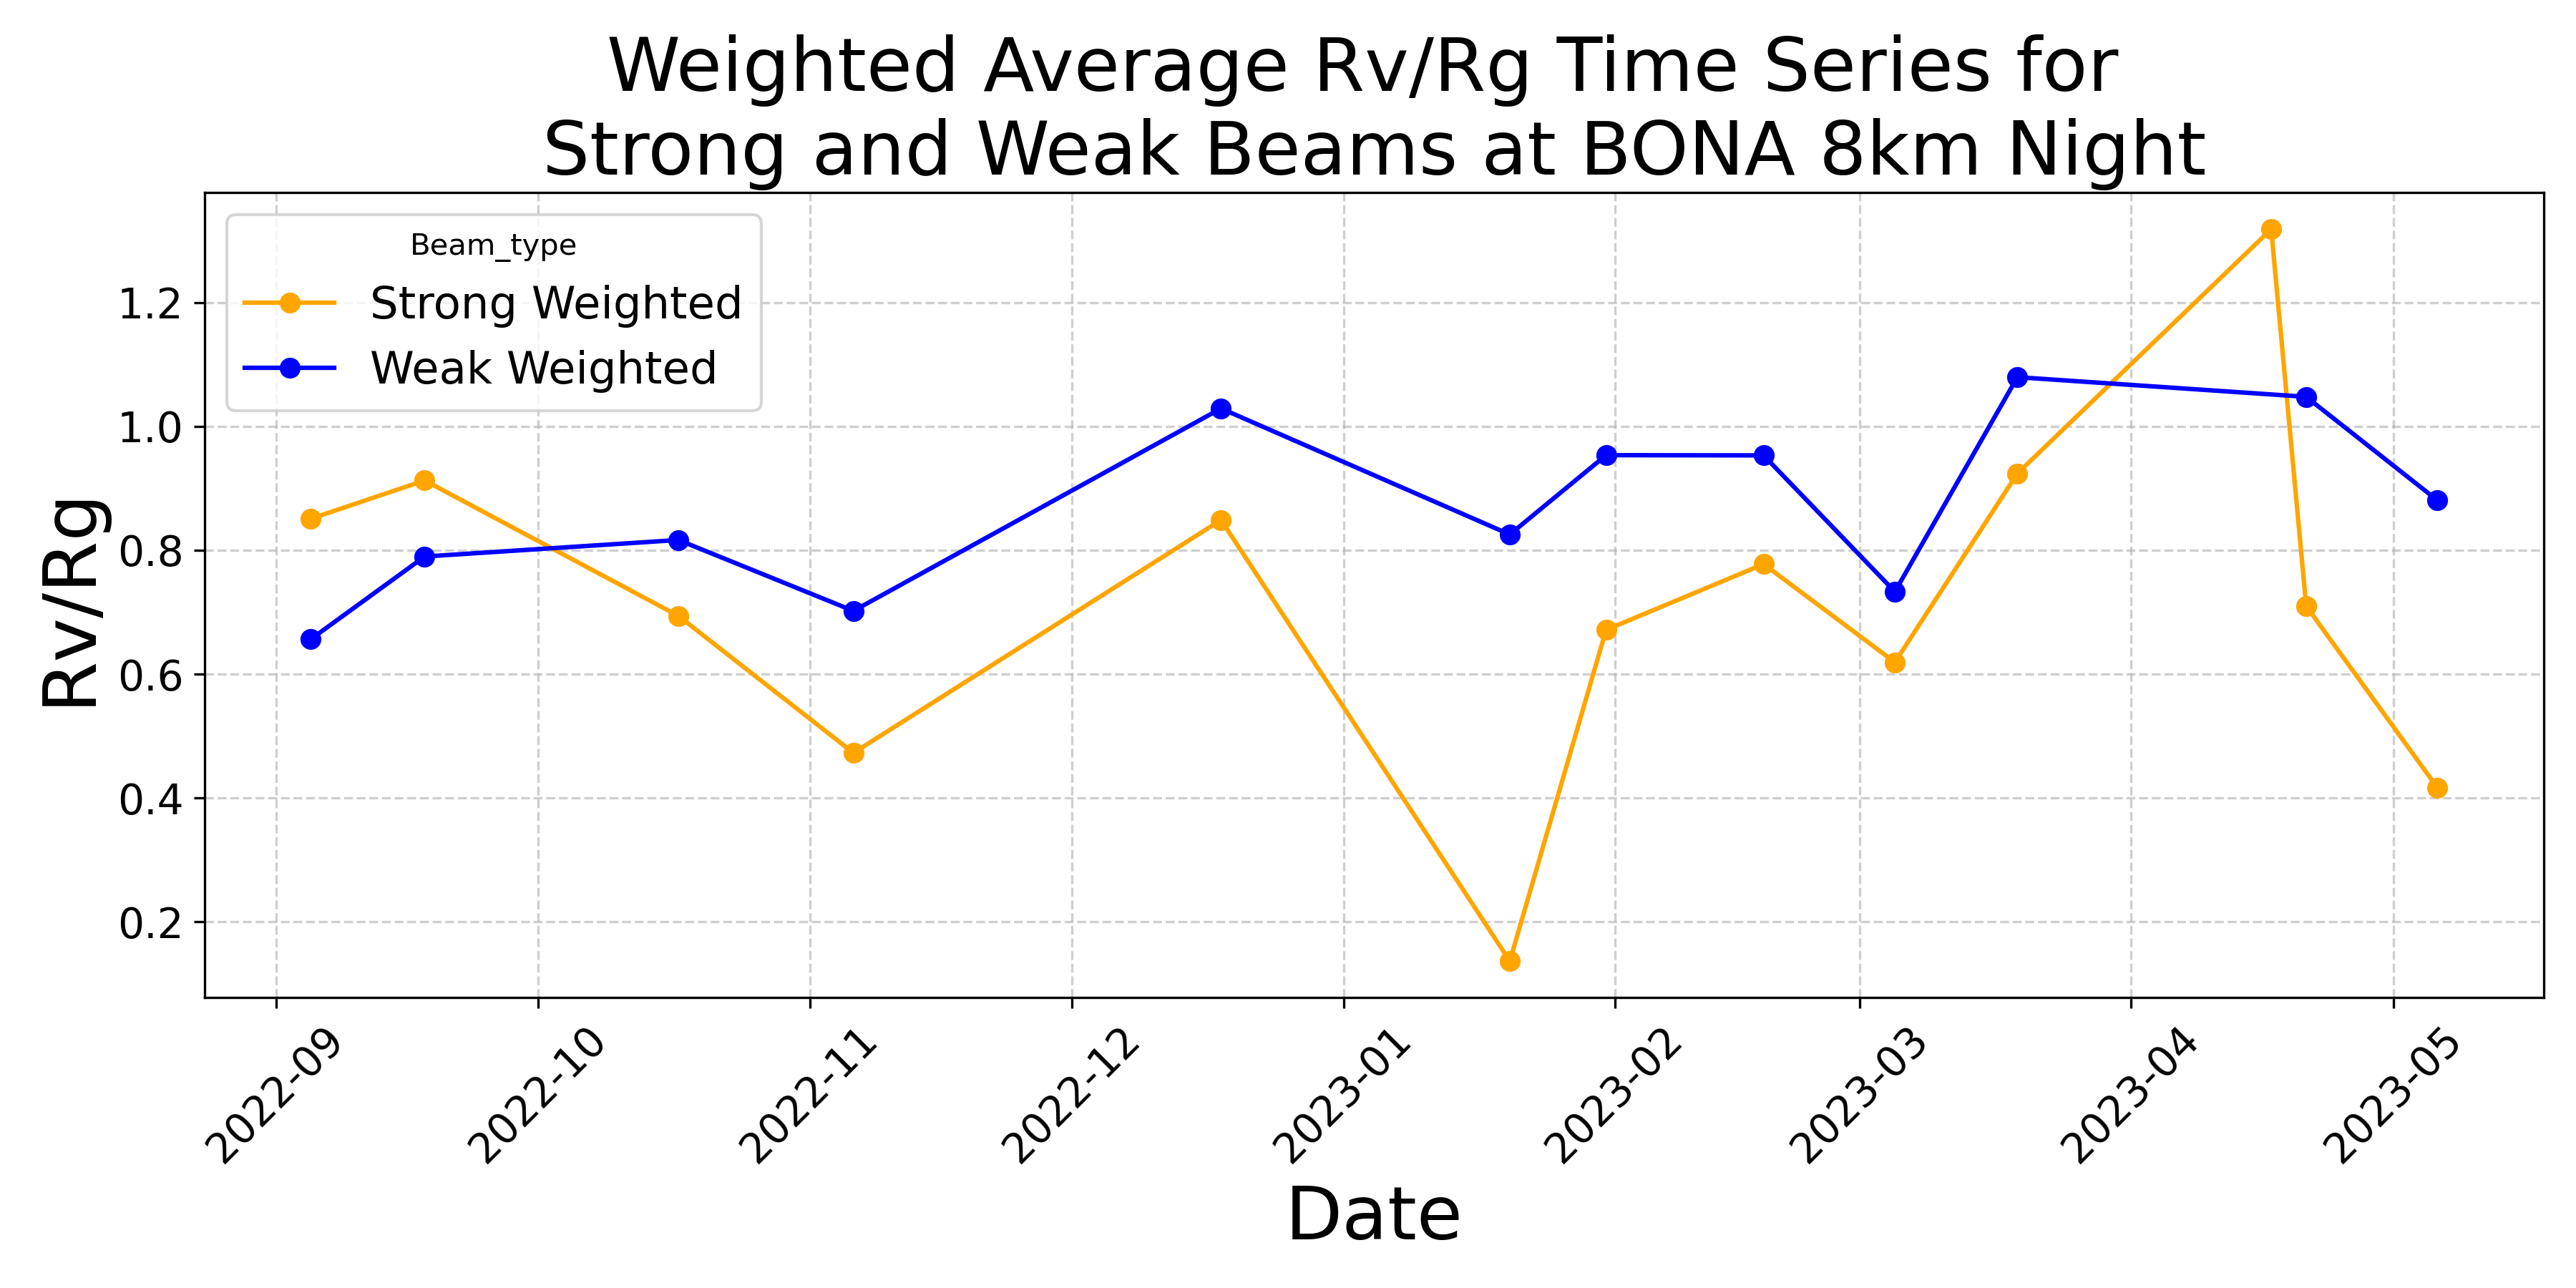 Weighted Average Rv/Rg Time Series for
Strong and Weak Beams at BONA 8km Night
Beam_type
Strong Weighted
Weak Weighted
Rv/Rg
1.2
1.0
0.8
0.6
0.4
0.2
2022-09
2022-10
2022-11
2022-12
2023-01
2023-02
2023-03
2023-04
2023-05
Date